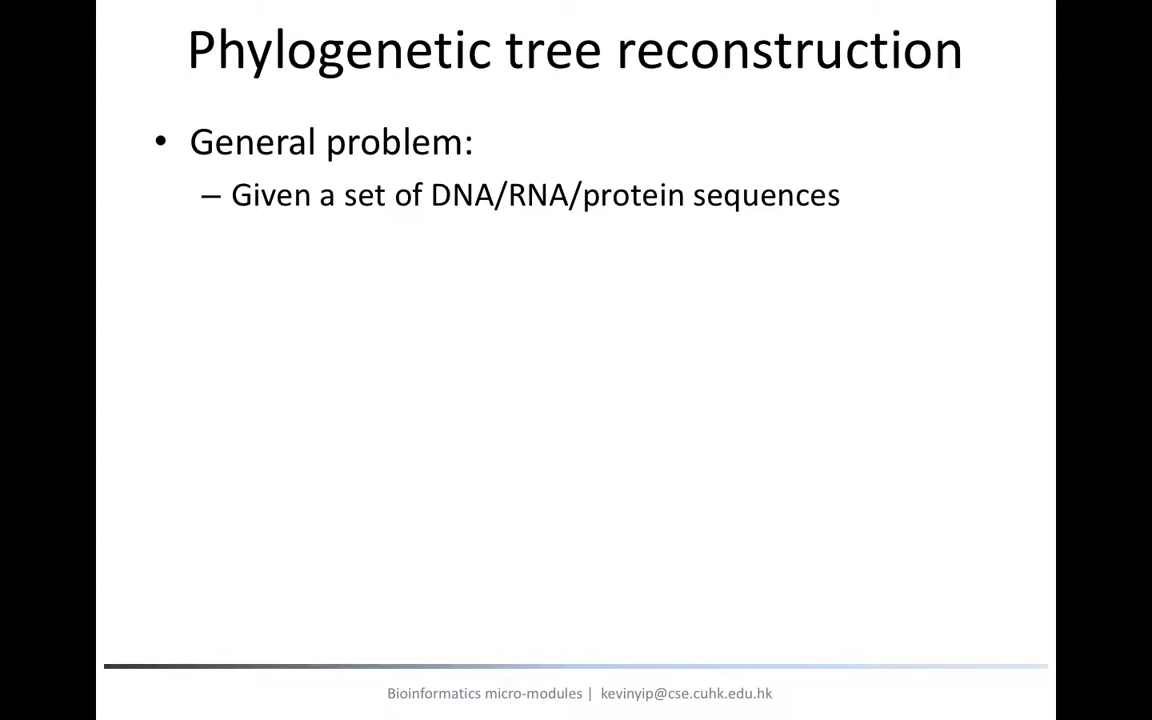 Phylogenetic tree reconstruction
• General problem:
– Given a set of DNA/RNA/protein sequences
Bioinformatics micro-modules | kevinyip@cse.cuhk.edu.hk